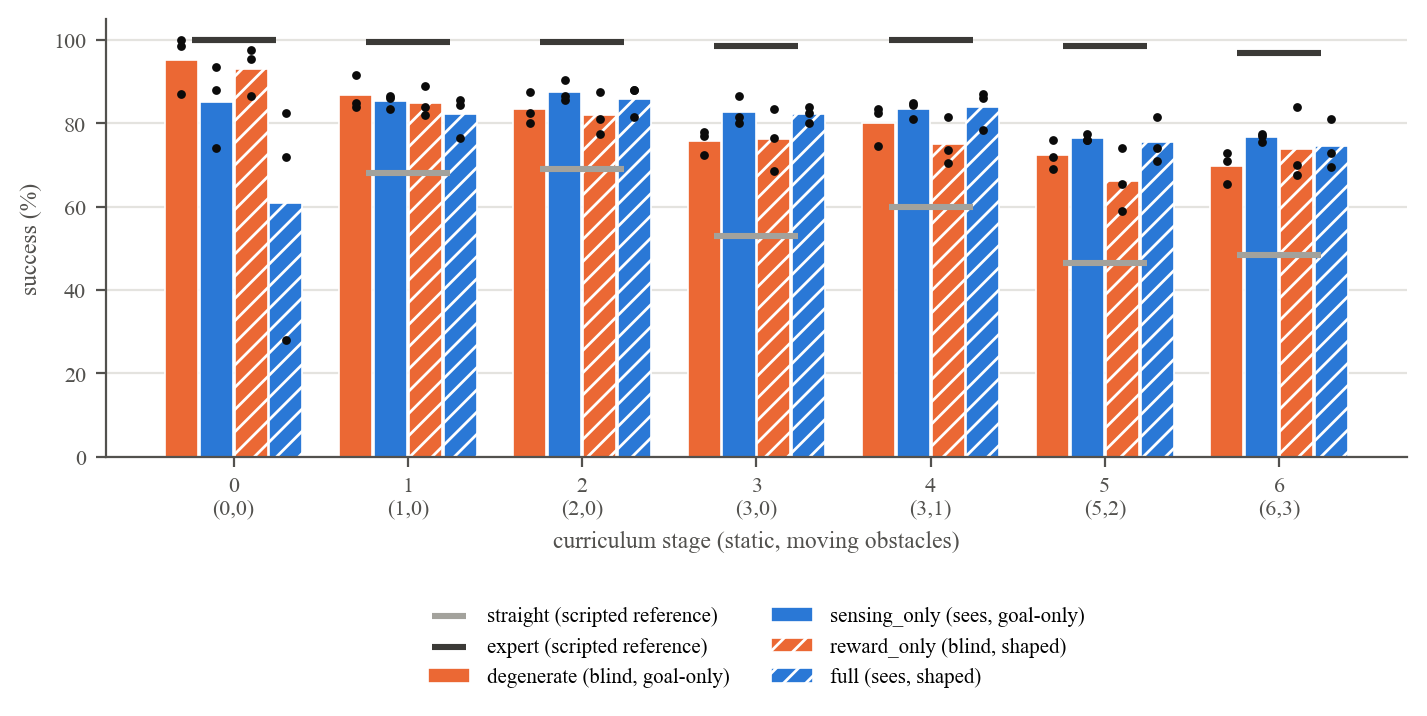 100
80
60
40
20
0
success (%)
0 1 2 3 4 5 6
(0,0) (1,0) (2,0) (3,0) (3,1) (5,2) (6,3)
curriculum stage (static, moving obstacles)
straight (scripted reference)
expert (scripted reference)
degenerate (blind, goal-only)
sensing_only (sees, goal-only)
reward_only (blind, shaped)
full (sees, shaped)